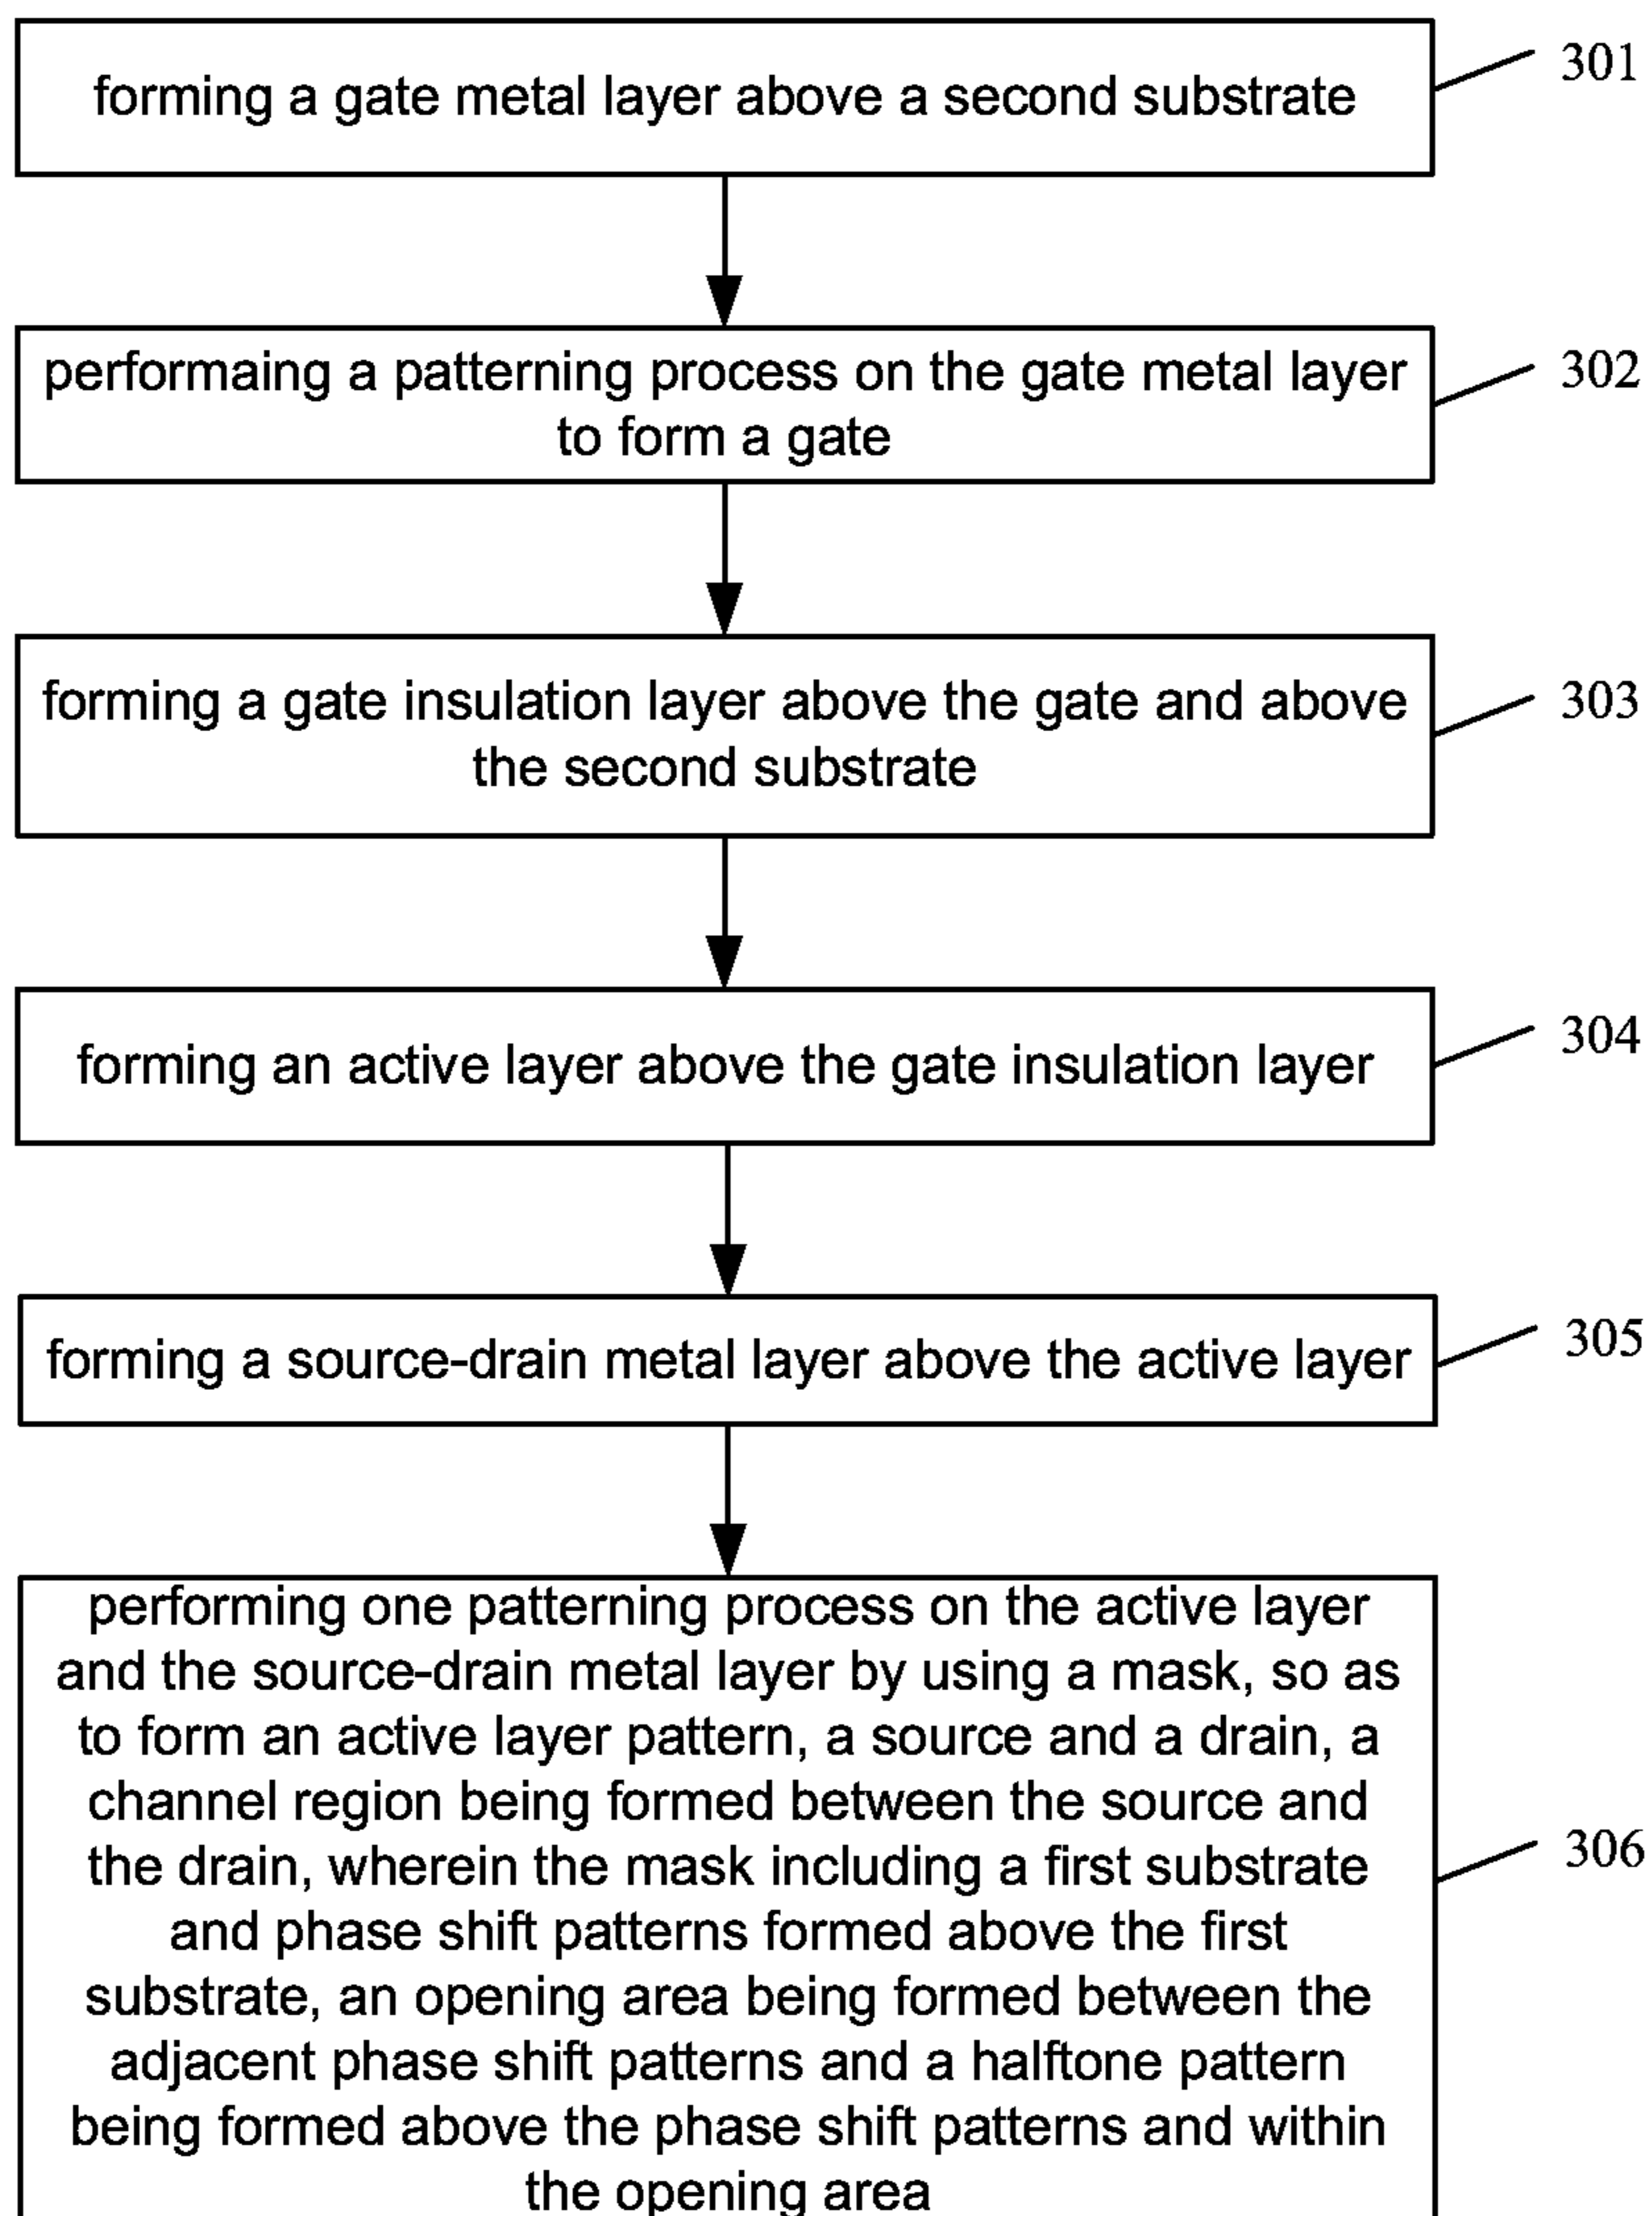 forming a gate metal layer above a second substrate
301
performaing a patterning process on the gate metal layer
to form a gate
302
forming a gate insulation layer above the gate and above
the second substrate
303
forming an active layer above the gate insulation layer
304
forming a source-drain metal layer above the active layer
305
performing one patterning process on the active layer
and the source-drain metal layer by using a mask, so as
to form an active layer pattern, a source and a drain, a
channel region being formed between the source and
the drain, wherein the mask including a first substrate
and phase shift patterns formed above the first
substrate, an opening area being formed between the
adjacent phase shift patterns and a halftone pattern
being formed above the phase shift patterns and within
the opening area
306